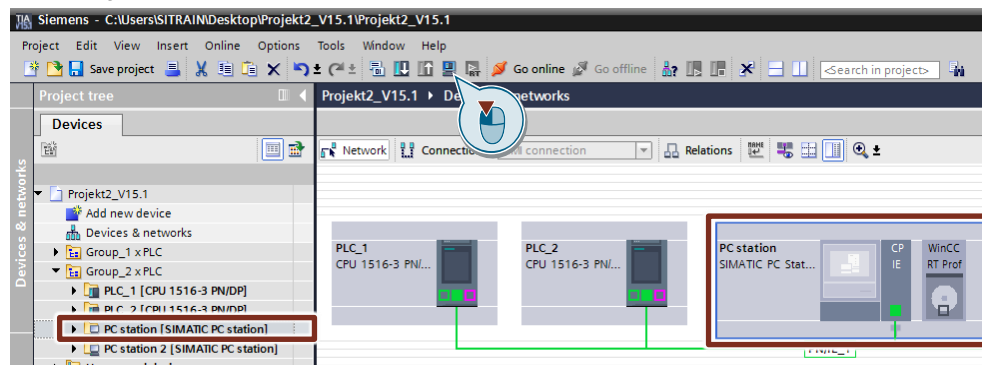 Siemens - C:\Users\SITRAIN\Desktop\Projekt2_V15.1\Projekt2_V15.1
Project Edit View Insert Online Options Tools Window Help
Save project Go online Go offline <Search in project>
Project tree
Projekt2_V15.1 networks
Devices
Network Connection connection Relations
Devices & networks
Projekt2_V15.1
Add new device
Devices & networks
Group_1 x PLC
Group_2 x PLC
PLC_1 [CPU 1516-3 PN/DP]
PLC_2 [CPU 1516-3 PN/DP]
PC station [SIMATIC PC station]
PC station 2 [SIMATIC PC station]
PLC_1
CPU 1516-3 PN/...
PLC_2
CPU 1516-3 PN/...
PC station
SIMATIC PC Stat...
CP
IE
WinCC
RT Prof
PN/IE_1